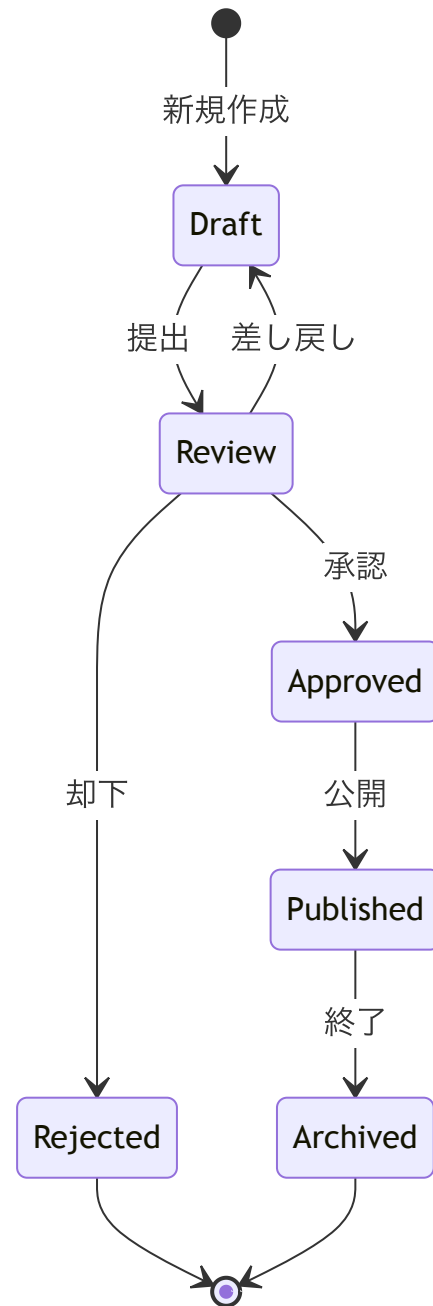 新規作成
Draft
提出
差し戻し
Review
承認
Approved
却下
公開
Published
終了
Rejected
Archived